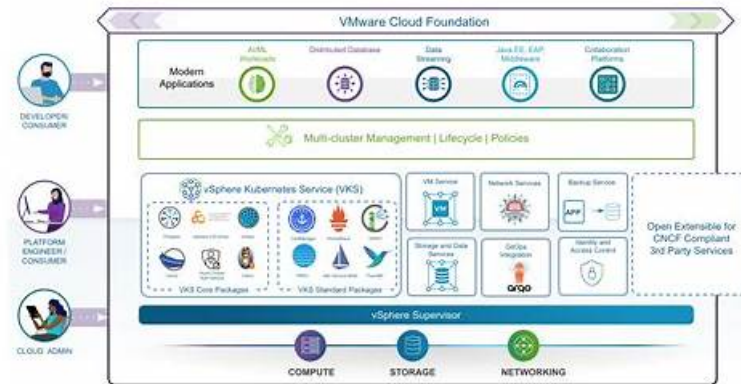 VMware Cloud Foundation
Modern
Applications
AI/ML
Workloads
Distributed Database
Data
Streaming
Java EE, EAP,
Middleware
Collaboration
Platforms
DEVELOPER/
CONSUMER
Multi-cluster Management | Lifecycle | Policies
PLATFORM
ENGINEER /
CONSUMER
vSphere Kubernetes Service (VKS)
VKS Core Packages
Prometheus
VKS Standard Packages
VM Service
VM
Network Services
Backup Service
APP
Storage and Data
Services
GitOps
Integration
argo
Identity and
Access Control
Open Extensible for
CNCF Compliant
3rd Party Services
CLOUD ADMIN
vSphere Supervisor
COMPUTE
STORAGE
NETWORKING